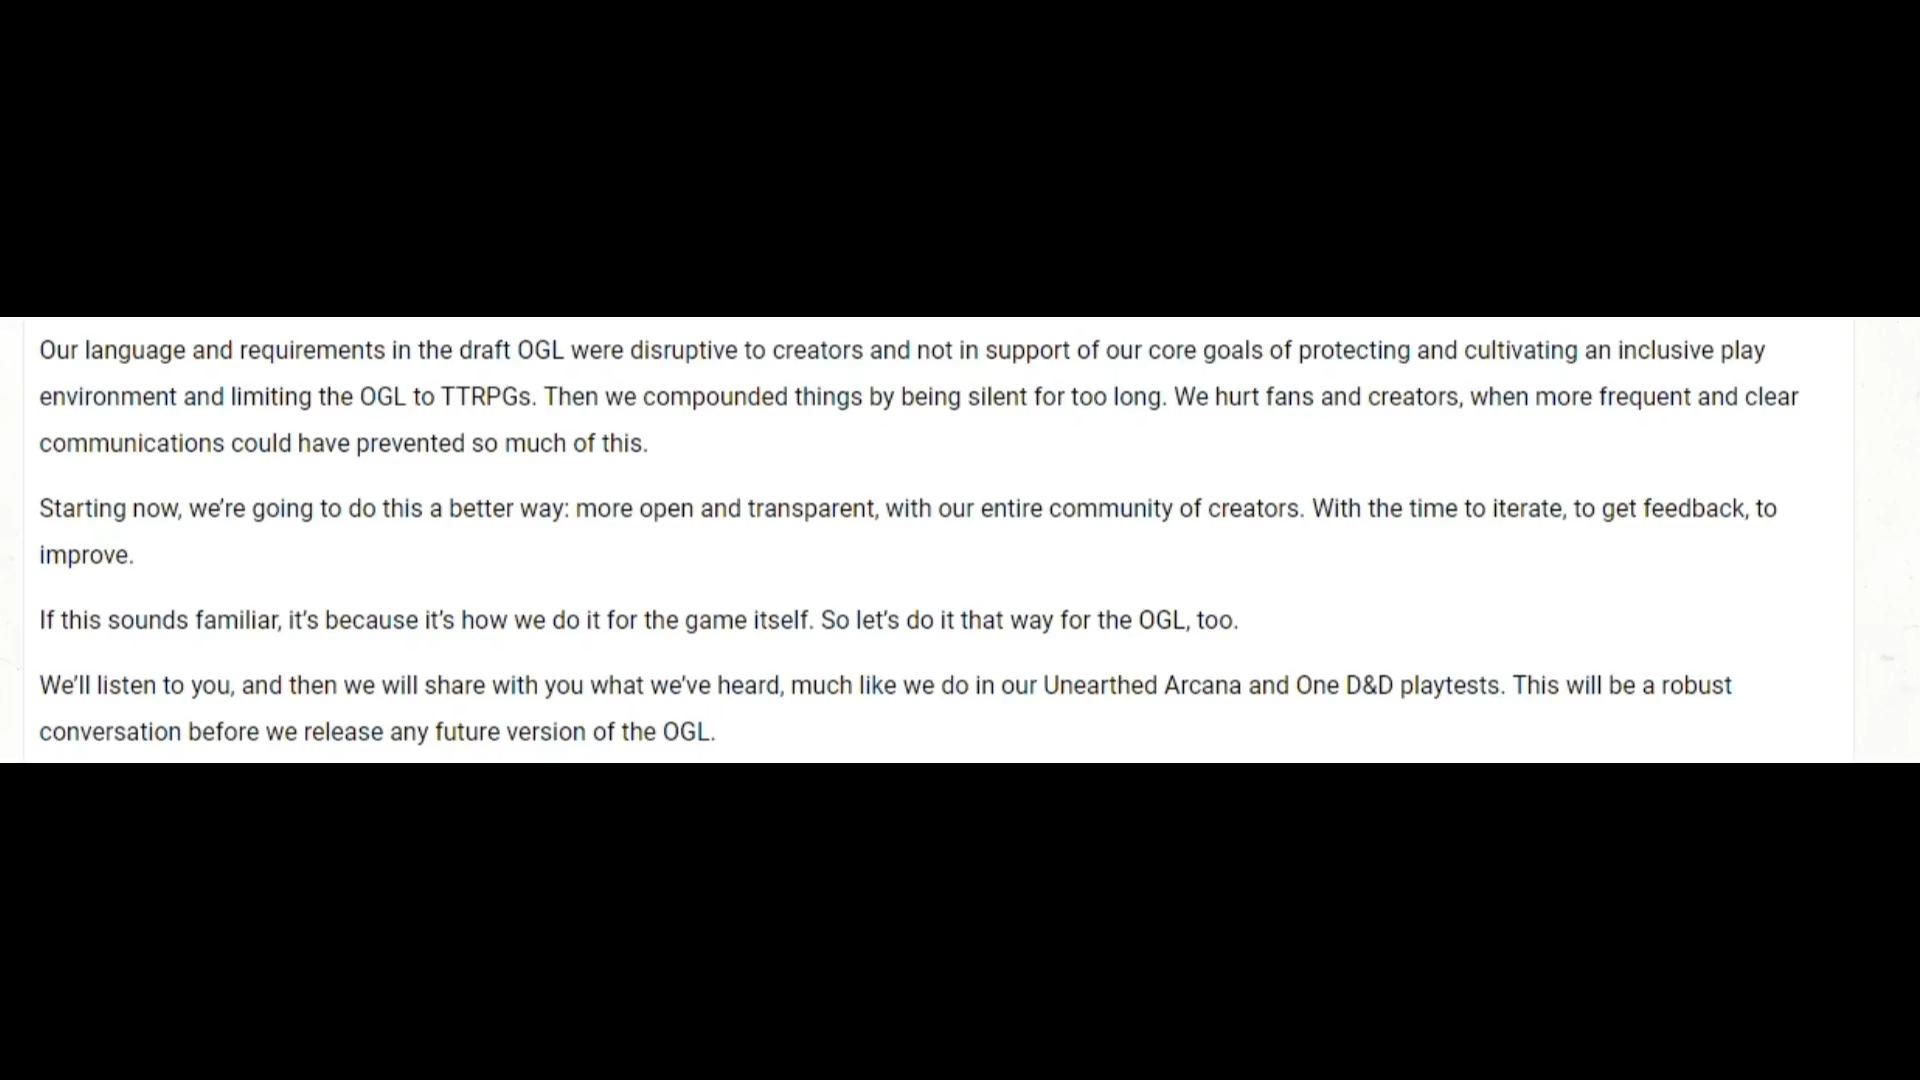 Our language and requirements in the draft OGL were disruptive to creators and not in support of our core goals of protecting and cultivating an inclusive play
environment and limiting the OGL to TTRPGs. Then we compounded things by being silent for too long. We hurt fans and creators, when more frequent and clear
communications could have prevented so much of this.
Starting now, we’re going to do this a better way: more open and transparent, with our entire community of creators. With the time to iterate, to get feedback, to
improve.
If this sounds familiar, it’s because it’s how we do it for the game itself. So let’s do it that way for the OGL, too.
We’ll listen to you, and then we will share with you what we’ve heard, much like we do in our Unearthed Arcana and One D&D playtests. This will be a robust
conversation before we release any future version of the OGL.